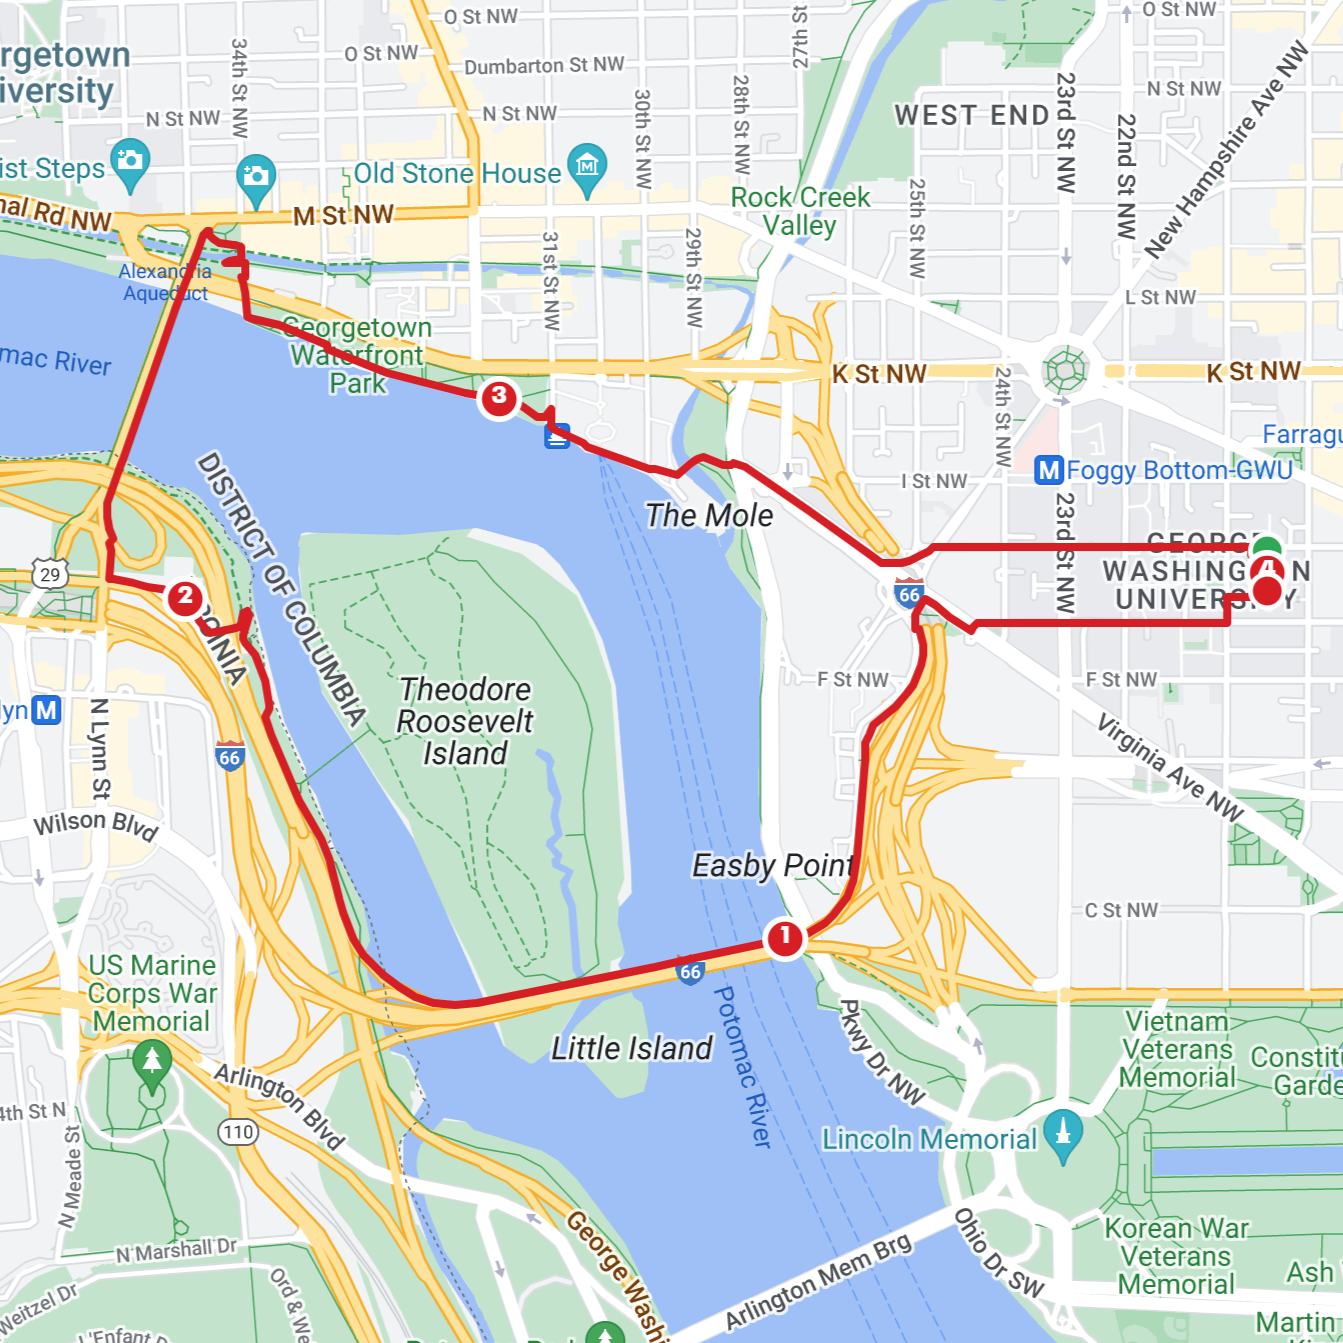 O St NW
O St NW
O St NW
27th St
rgetown
iversity
34th St NW
Dumbarton St NW
N St NW
N St NW
N St NW
30th St NW
28th St NW
WEST END
23rd St NW
22nd St NW
New Hampshire Ave NW
ist Steps
Old Stone House
Rock Creek
Valley
25th St NW
nal Rd NW
M St NW
31st St NW
29th St NW
Alexandria
Aqueduct
L St NW
Georgetown
Waterfront
Park
mac River
K St NW
K St NW
24th St NW
3
Farragu
M
Foggy Bottom-GWU
I St NW
DISTRICT OF COLUMBIA
The Mole
23rd St NW
GEORGE
WASHINGTON
UNIVERSITY
4
29
66
2
F St NW
F St NW
Theodore
Roosevelt
Island
lyn
M
N Lynn St
66
Virginia Ave NW
Wilson Blvd
Easby Point
C St NW
1
66
US Marine
Corps War
Memorial
Potomac River
Pkwy Dr NW
Little Island
Vietnam
Veterans
Memorial
Constitu
Garde
Arlington Blvd
4th St N
110
Lincoln Memorial
N Meade St
N Marshall Dr
Ord & We
George Washi
Arlington Mem Brg
Ohio Dr SW
Korean War
Veterans
Memorial
Ash
Weitzel Dr
L'Enfant D
Martin